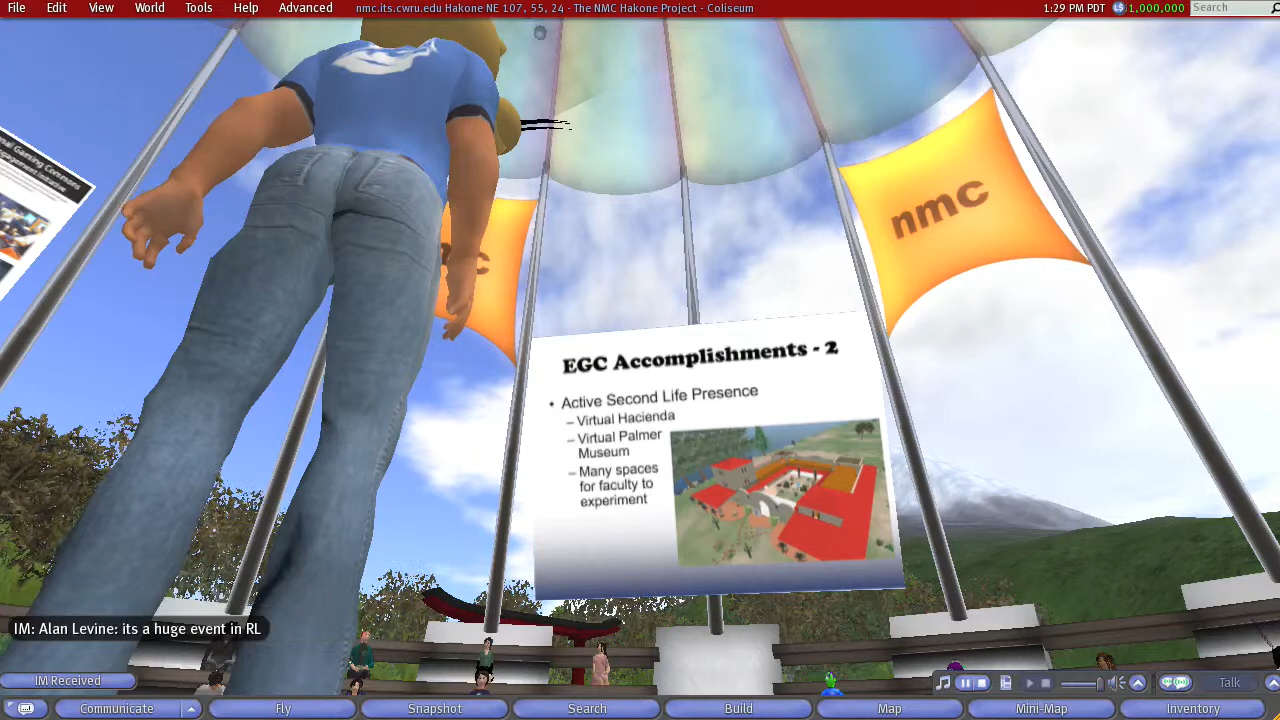 File Edit View World Tools Help Advanced nmc.its.cwru.edu Hakone NE 107, 55, 24 - The NMC Hakone Project - Coliseum 1:29 PM PDT L$ 1,000,000 Search
Gaming Commons
Initiative
nmc
EGC Accomplishments - 2
• Active Second Life Presence
– Virtual Hacienda
– Virtual Palmer
Museum
– Many spaces
for faculty to
experiment
IM: Alan Levine: its a huge event in RL
IM Received
Talk
Communicate Fly Snapshot Search Build Map Mini-Map Inventory